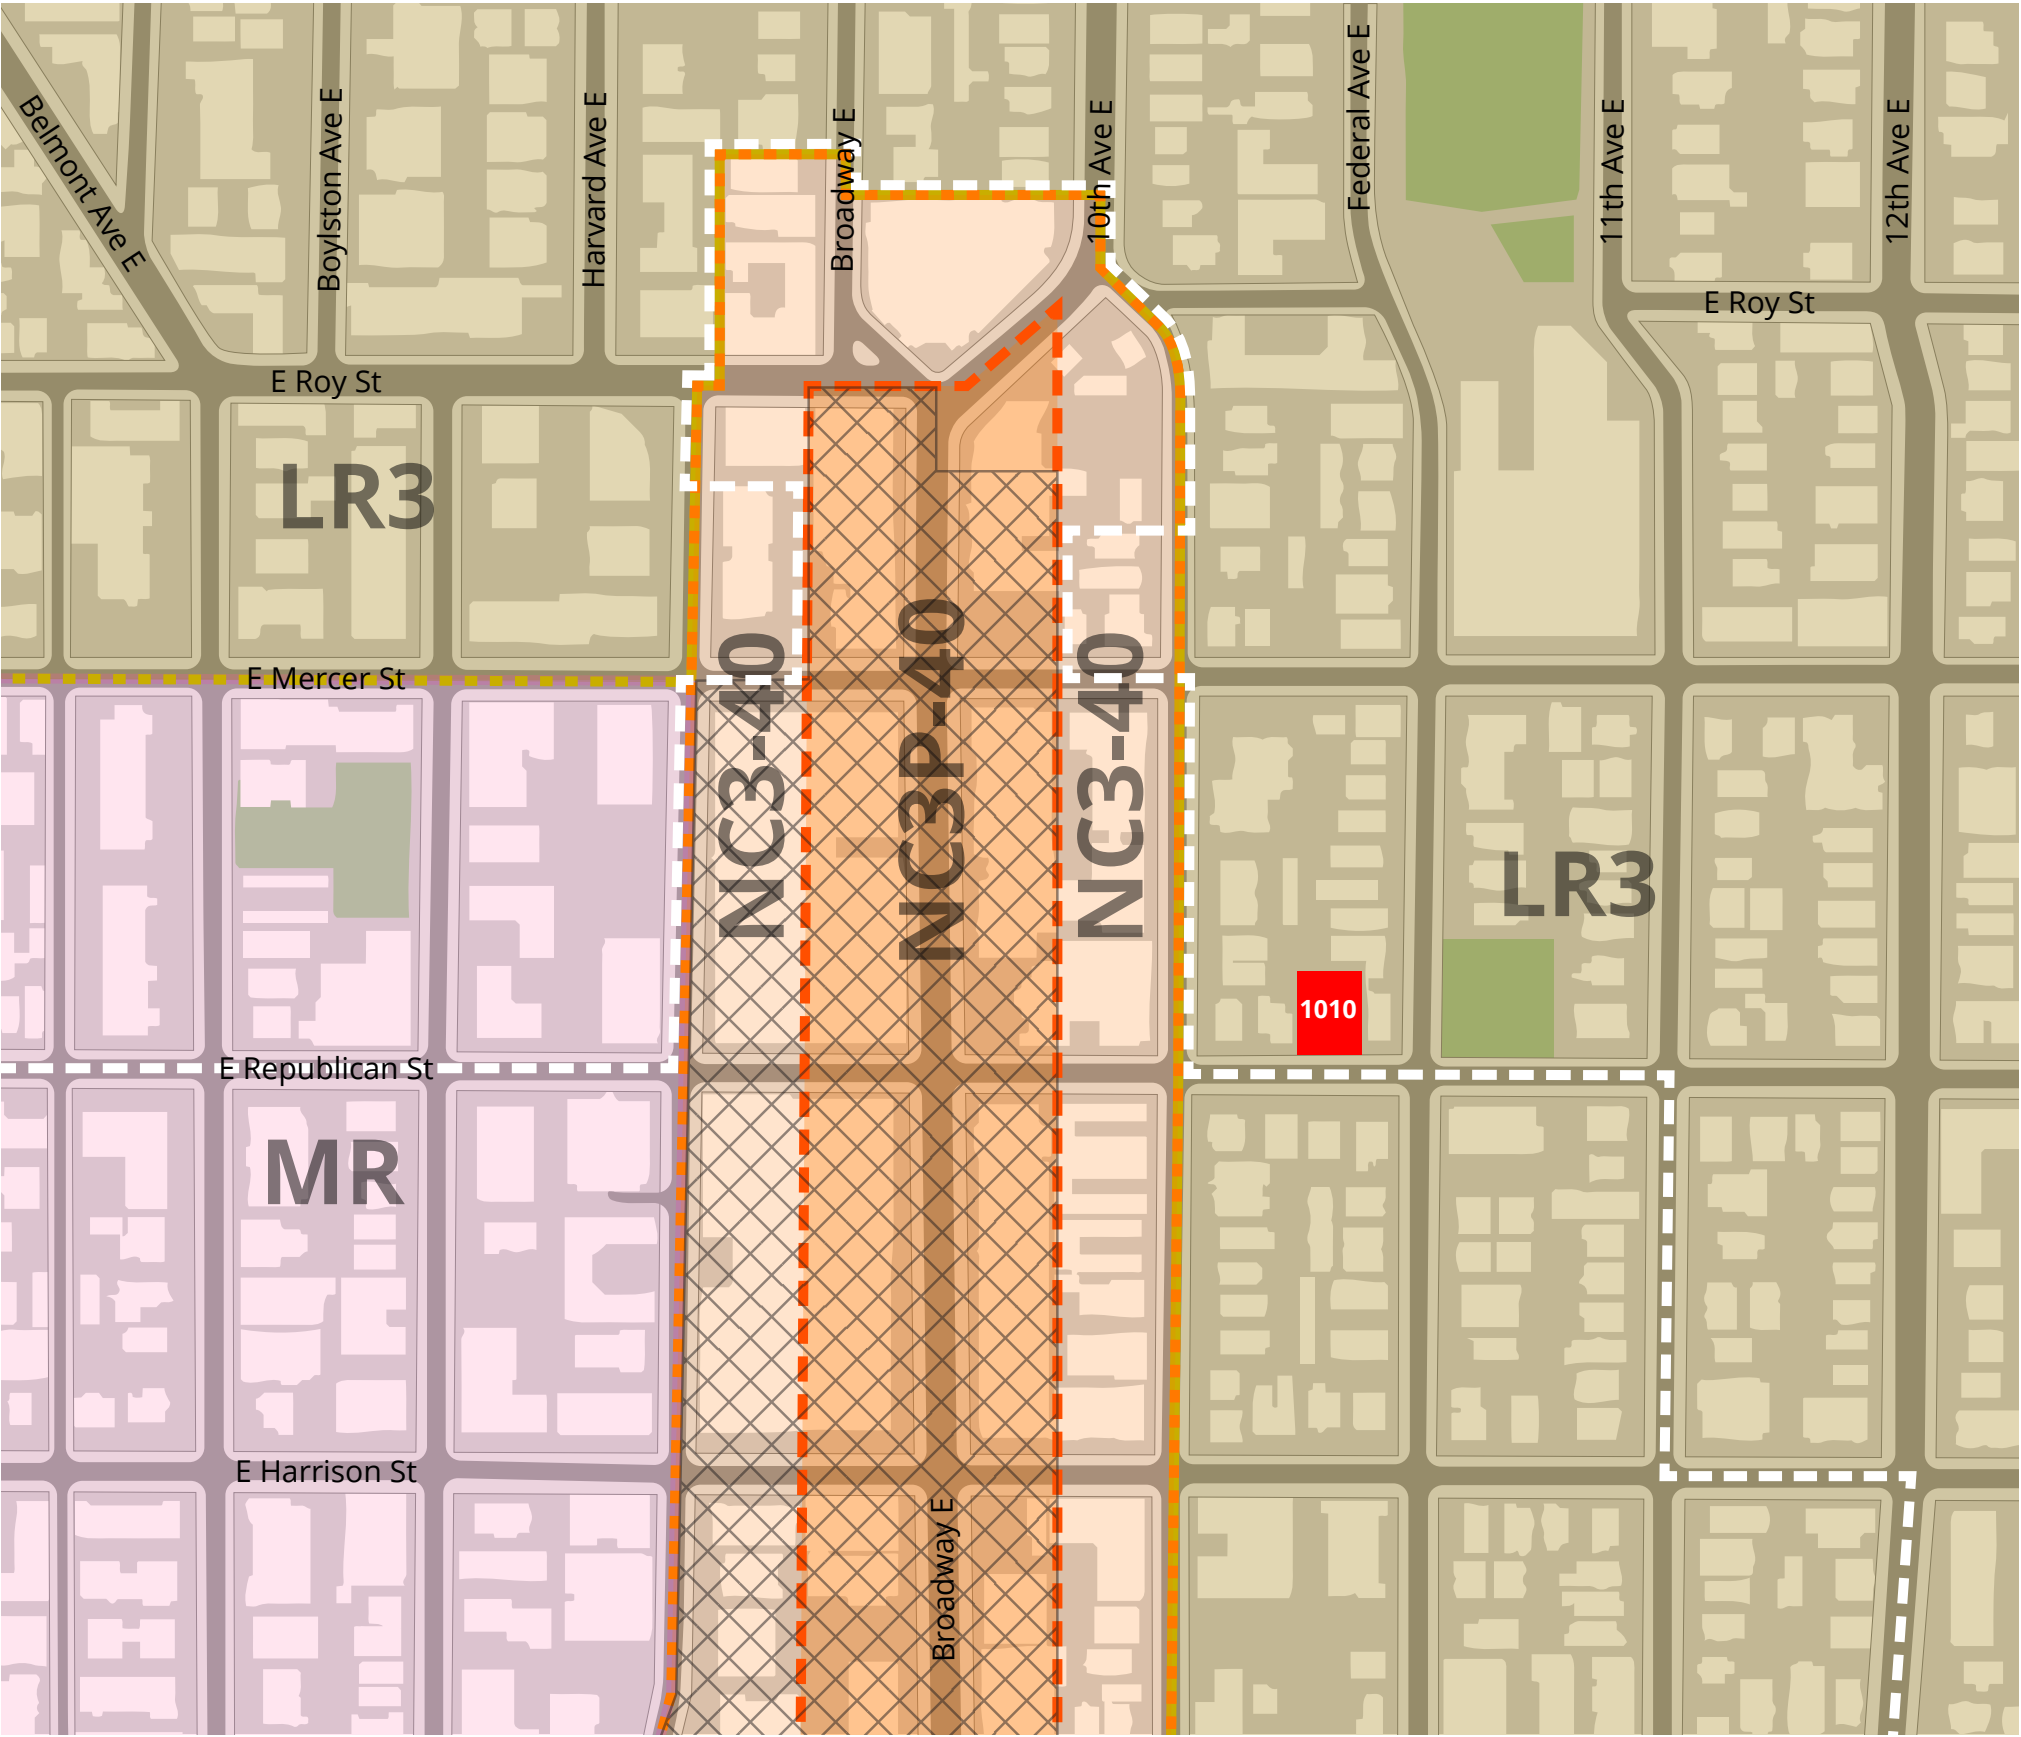 Belmont Ave E
Boylston Ave E
Harvard Ave E
Broadway E
10th Ave E
Federal Ave E
11th Ave E
12th Ave E
E Roy St
E Roy St
LR3
E Mercer St
NC3-40
NC3P-40
NC3-40
LR3
1010
E Republican St
MR
E Harrison St
Broadway E